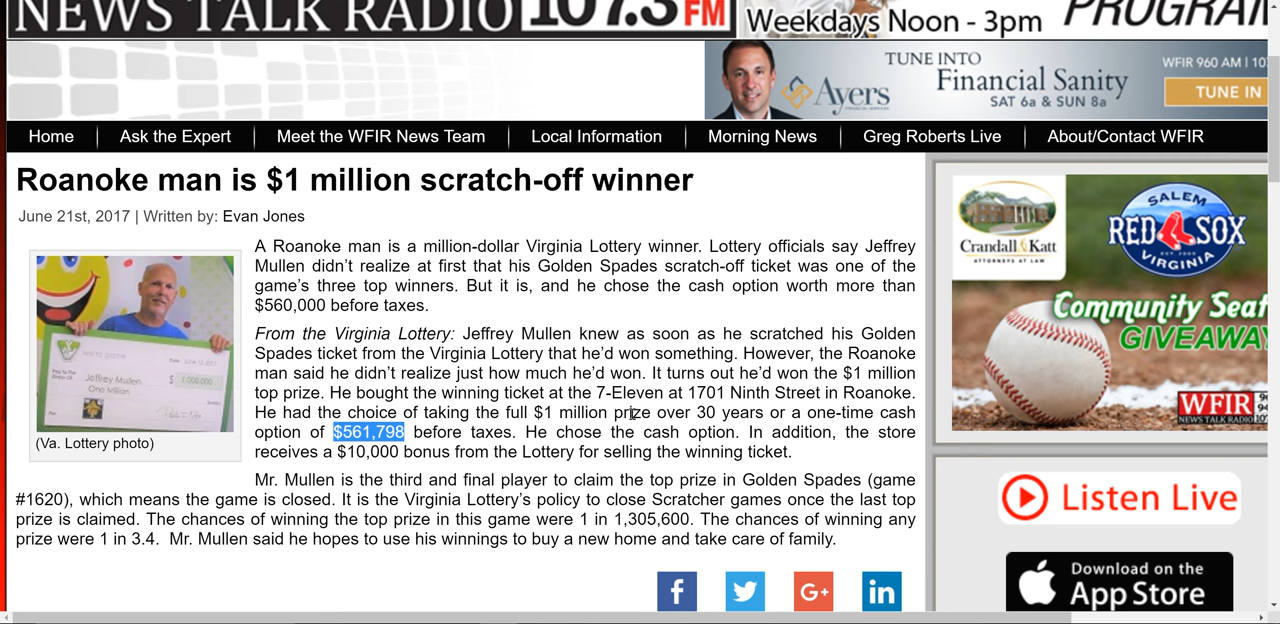 NEWS TALK RADIO 107.3 FM
Weekdays Noon - 3pm
TUNE INTO
Financial Sanity
SAT 6a & SUN 8a
Ayers
WFIR 960 AM | 10
TUNE IN
Home
Ask the Expert
Meet the WFIR News Team
Local Information
Morning News
Greg Roberts Live
About/Contact WFIR
Roanoke man is $1 million scratch-off winner
June 21st, 2017 | Written by: Evan Jones
A Roanoke man is a million-dollar Virginia Lottery winner. Lottery officials say Jeffrey
Mullen didn’t realize at first that his Golden Spades scratch-off ticket was one of the
game’s three top winners. But it is, and he chose the cash option worth more than
$560,000 before taxes.
From the Virginia Lottery: Jeffrey Mullen knew as soon as he scratched his Golden
Spades ticket from the Virginia Lottery that he’d won something. However, the Roanoke
man said he didn’t realize just how much he’d won. It turns out he’d won the $1 million
top prize. He bought the winning ticket at the 7-Eleven at 1701 Ninth Street in Roanoke.
He had the choice of taking the full $1 million prize over 30 years or a one-time cash
option of $561,798 before taxes. He chose the cash option. In addition, the store
receives a $10,000 bonus from the Lottery for selling the winning ticket.
Jeffrey Mullen
One Million
$ 1,000,000
(Va. Lottery photo)
Mr. Mullen is the third and final player to claim the top prize in Golden Spades (game
#1620), which means the game is closed. It is the Virginia Lottery’s policy to close Scratcher games once the last top
prize is claimed. The chances of winning the top prize in this game were 1 in 1,305,600. The chances of winning any
prize were 1 in 3.4.  Mr. Mullen said he hopes to use his winnings to buy a new home and take care of family.
f
G+
in
Crandall & Katt
ATTORNEYS AT LAW
SALEM
RED SOX
VIRGINIA
Community Seat
GIVEAWAY
WFIR
NEWS TALK RADIO
Listen Live
Download on the
App Store